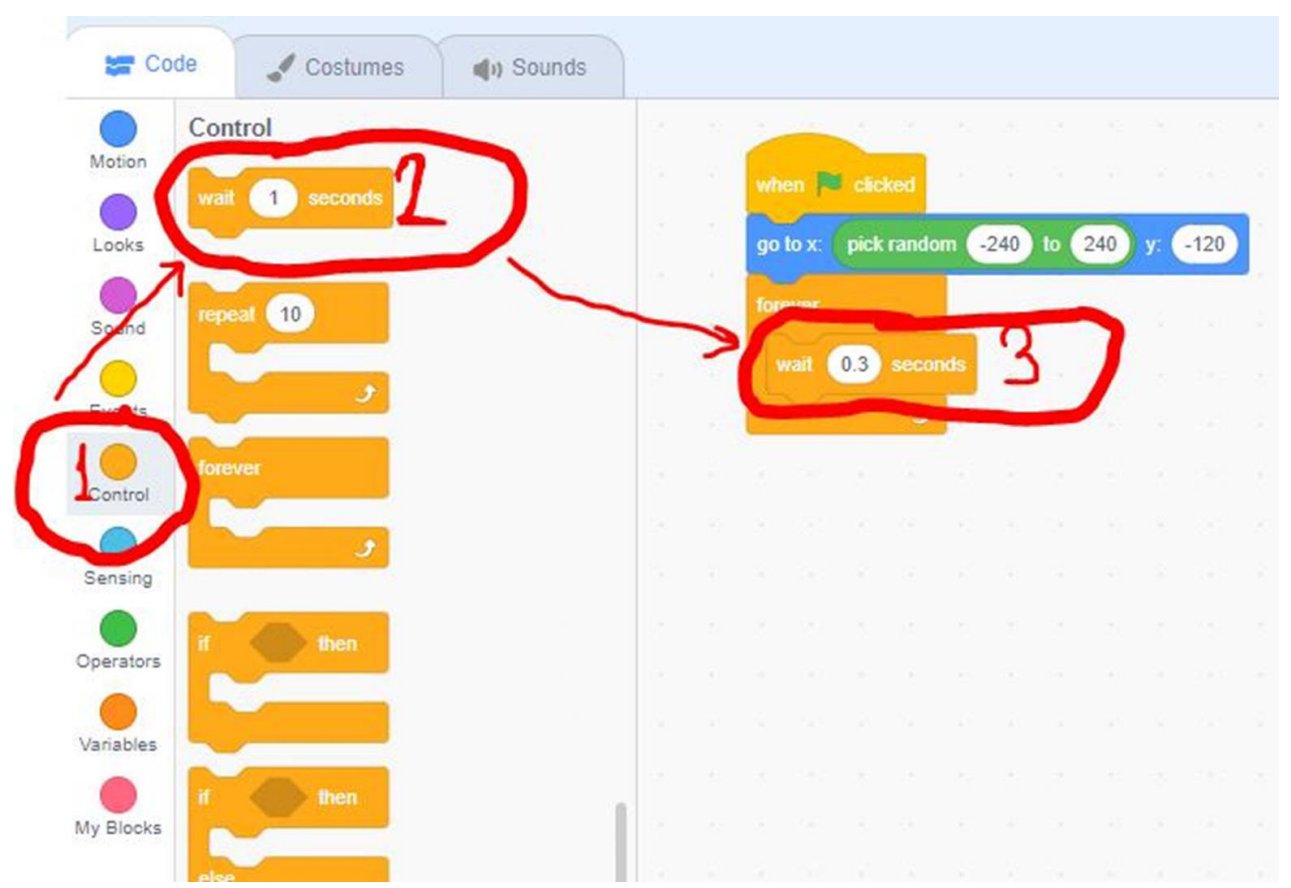 Code
Costumes
Sounds
Motion
Looks
Sound
Events
Control
Sensing
Operators
Variables
My Blocks
1
Control
wait 1 seconds
2
repeat 10
forever
if then
if then
else
when clicked
go to x: pick random -240 to 240 y: -120
forever
wait 0.3 seconds
3